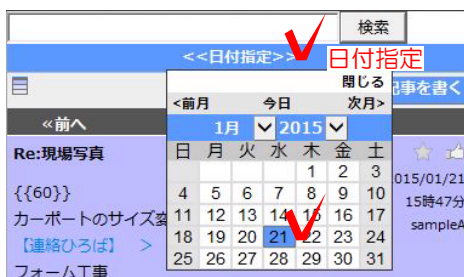 検索
<<日付指定>>
日付指定
閉じる
記事を書く
<前月 今日 次月>
«前へ
1月 2015
日 月 火 水 木 金 土
1 2 3
4 5 6 7 8 9 10
11 12 13 14 15 16 17
18 19 20 21 22 23 24
25 26 27 28 29 30 31
Re:現場写真
{{60}}
カーポートのサイズ変
【連絡ひろば】 >
フォーム工事
015/01/21
15時47分
sampleA